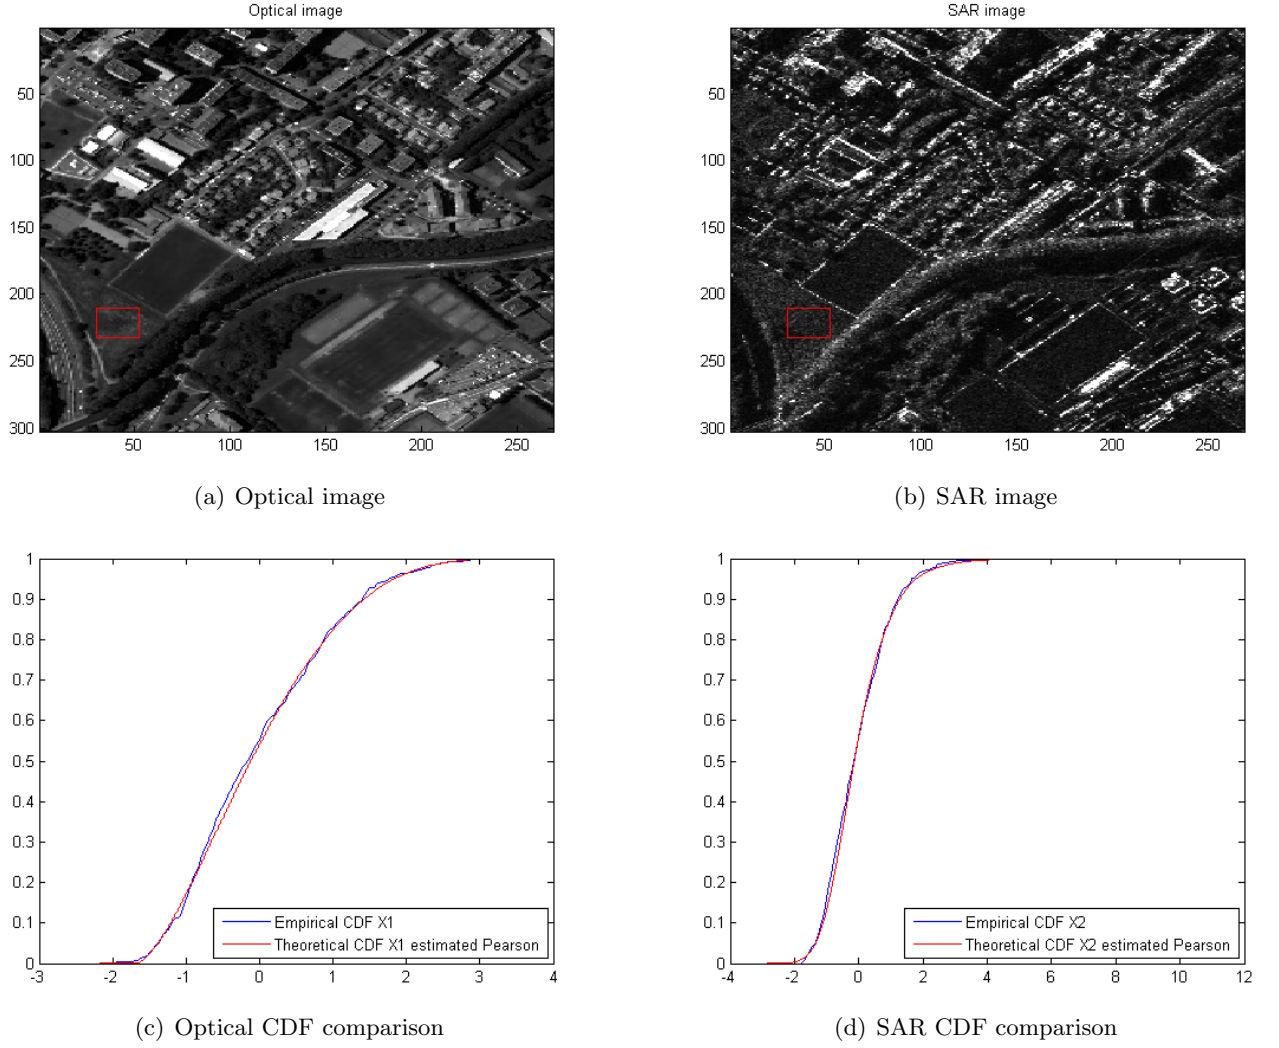 Optical image
SAR image
50
100
150
200
250
300
50 100 150 200 250
50
100
150
200
250
300
50 100 150 200 250
(a) Optical image
(b) SAR image
1
0.9
0.8
0.7
0.6
0.5
0.4
0.3
0.2
0.1
0
-3 -2 -1 0 1 2 3 4
Empirical CDF X1
Theoretical CDF X1 estimated Pearson
1
0.9
0.8
0.7
0.6
0.5
0.4
0.3
0.2
0.1
0
-4 -2 0 2 4 6 8 10 12
Empirical CDF X2
Theoretical CDF X2 estimated Pearson
(c) Optical CDF comparison
(d) SAR CDF comparison